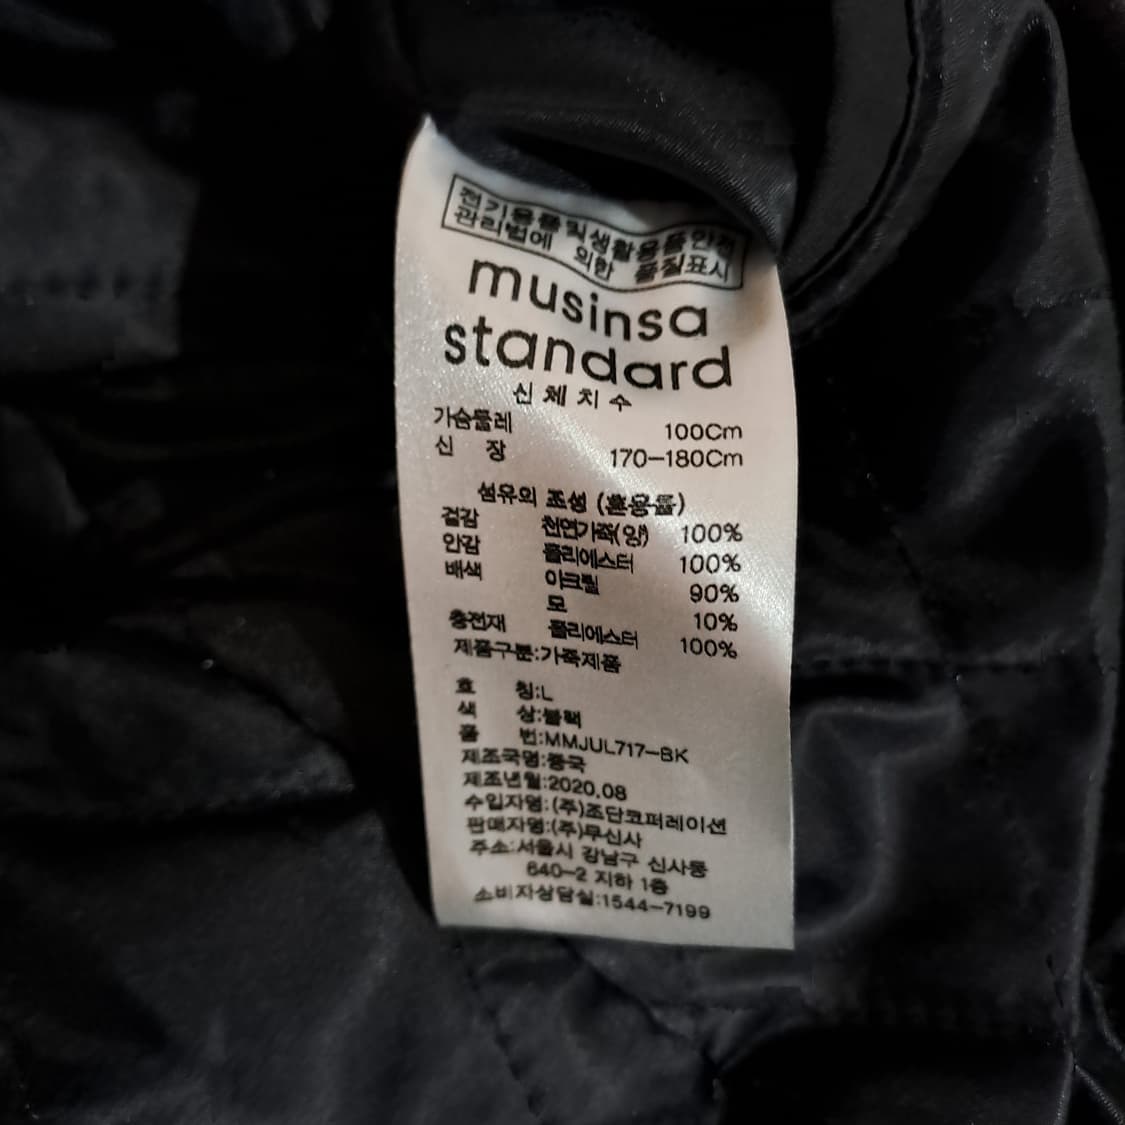 전기용품및생활용품안전
관리법에 의한 품질표시
musinsa
standard
신체치수
가슴둘레 100Cm
신 장 170-180Cm
섬유의 조성 (혼용율)
겉감 천연가죽(양) 100%
안감 폴리에스터 100%
배색 아크릴 90%
모 10%
충전재 폴리에스터 100%
제품구분:가죽제품
호 칭:L
색 상:블랙
품 번:MMJUL717-BK
제조국명:중국
제조년월:2020.08
수입자명:(주)조단코퍼레이션
판매자명:(주)무신사
주소:서울시 강남구 신사동
640-2 지하 1층
소비자상담실:1544-7199